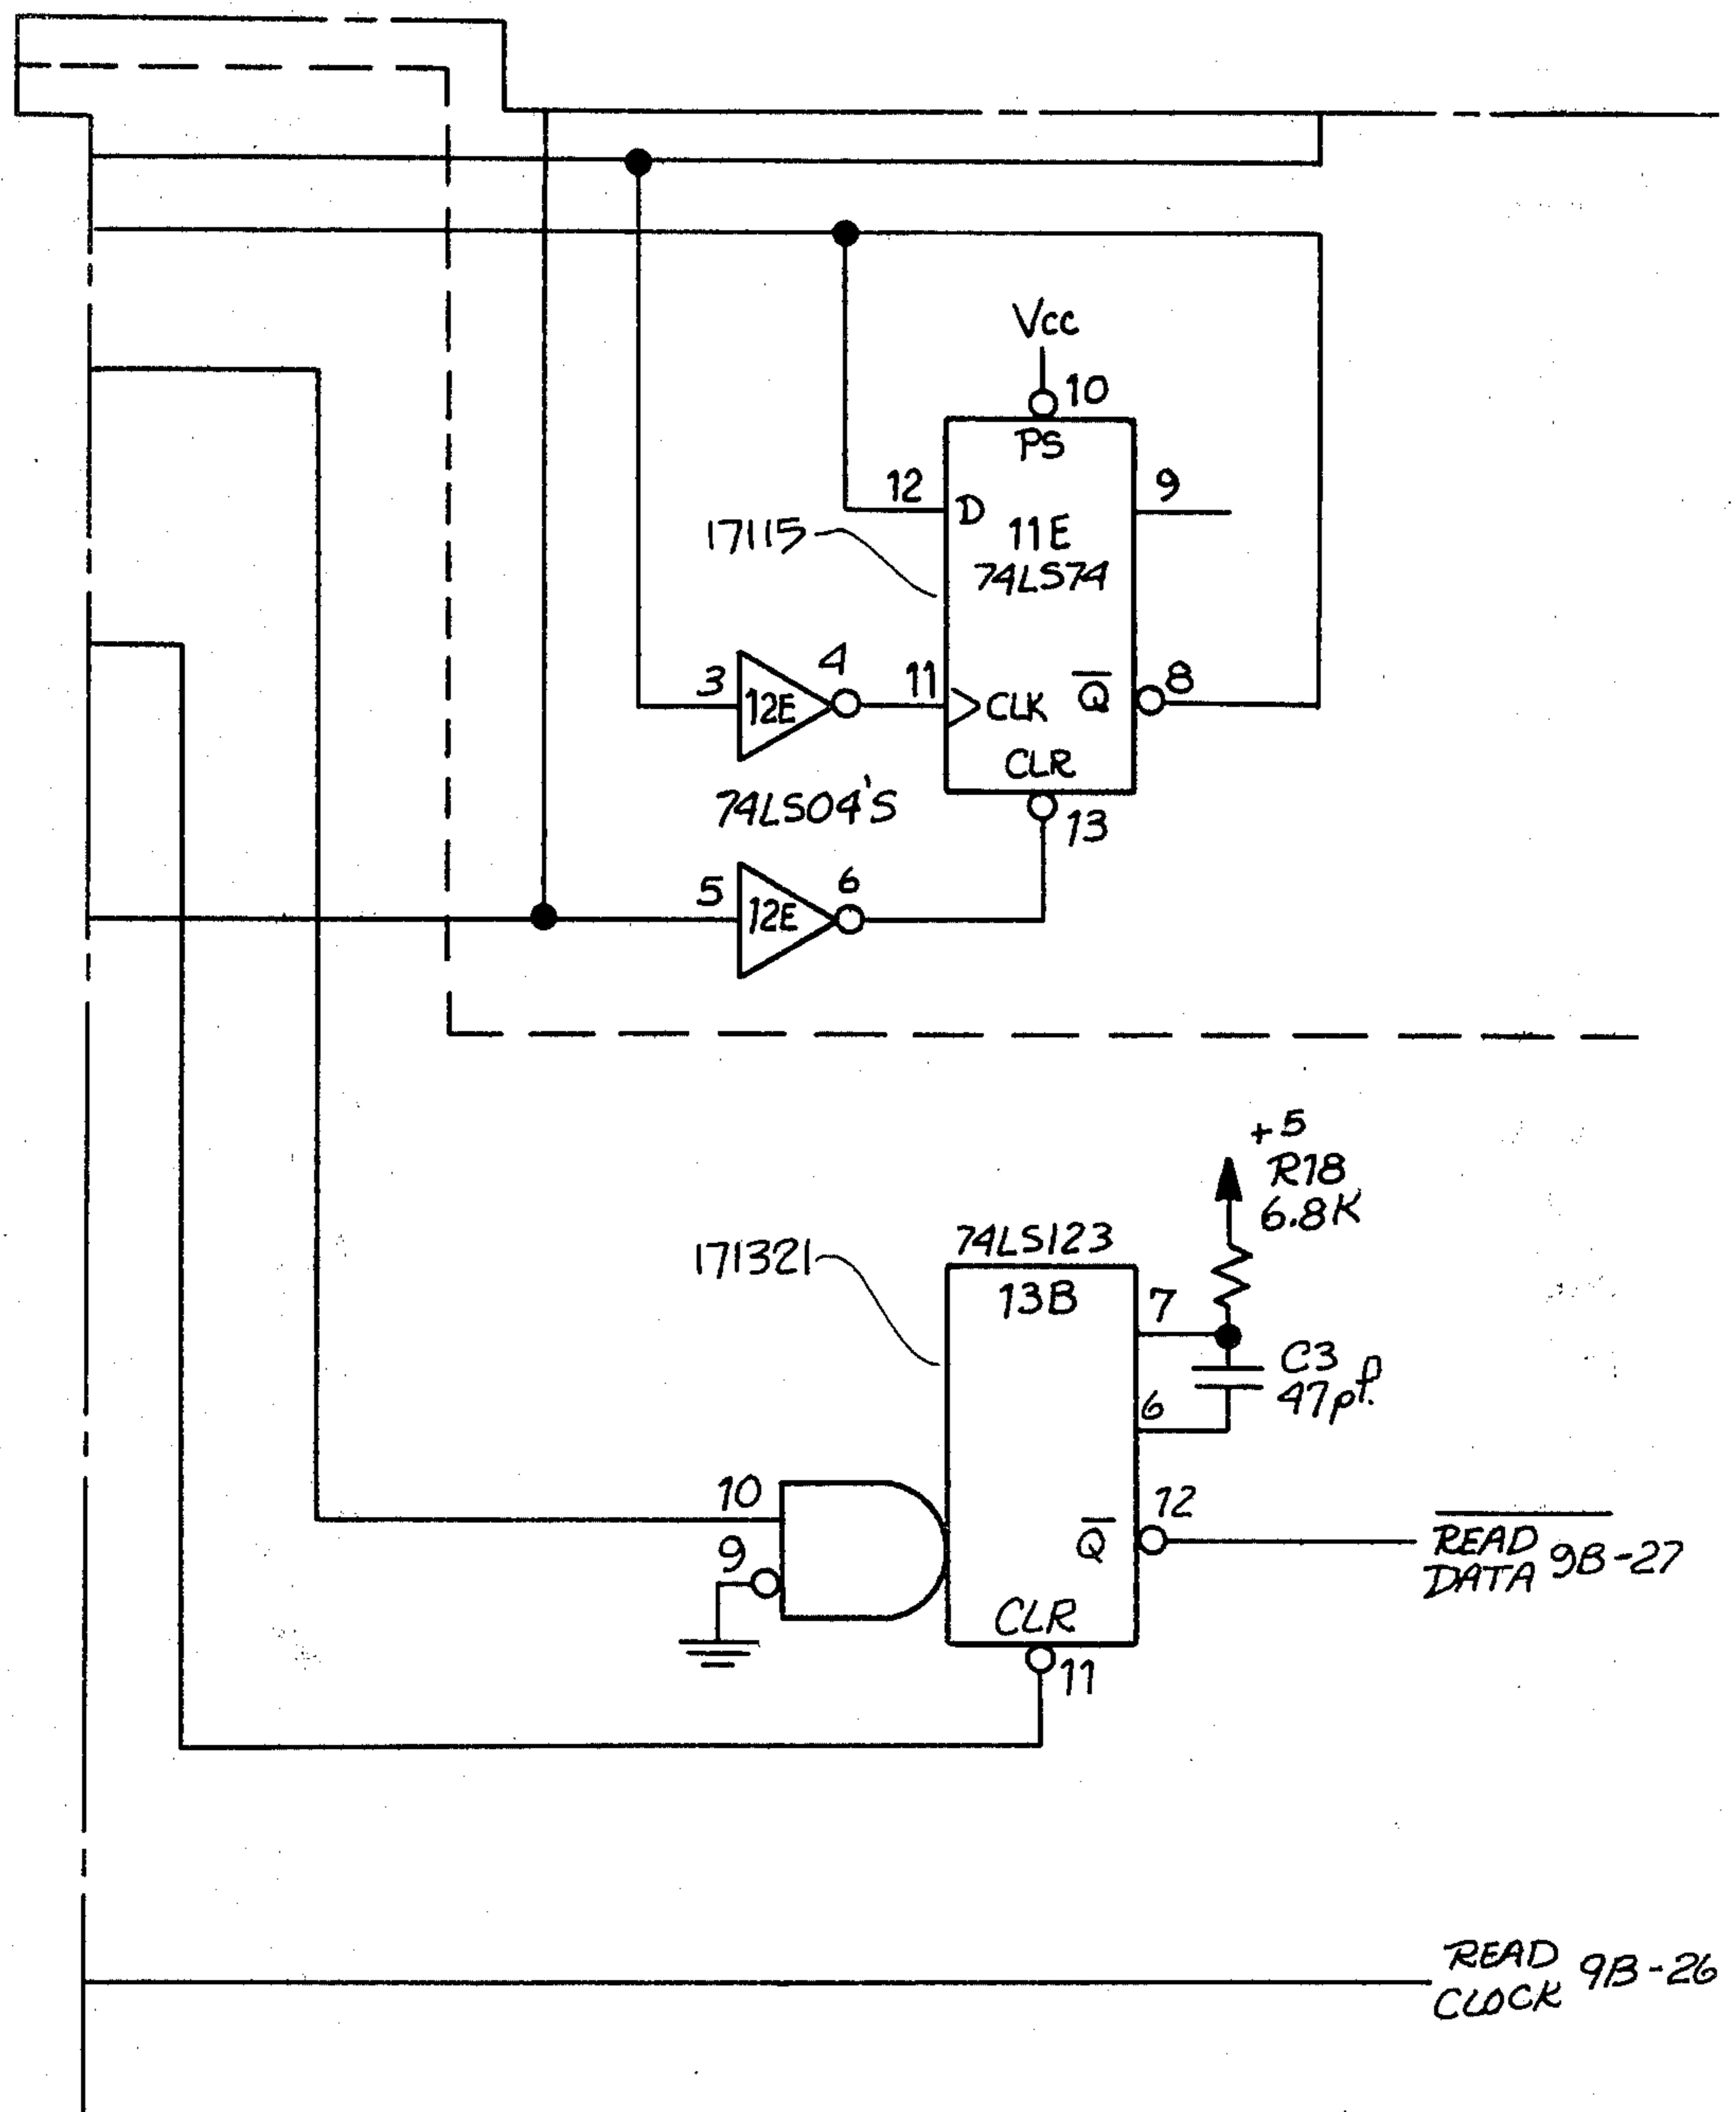 Vcc
10
PS
12
D
9
17115
11E
74LS74
3
12E
4
11
CLK
Q
8
CLR
74LS04'S
13
5
12E
6
+5
R18
6.8K
74LS123
171321
13B
7
C3
47pf.
6
10
9
Q
12
READ
DATA 9B-27
CLR
11
READ
CLOCK 9B-26